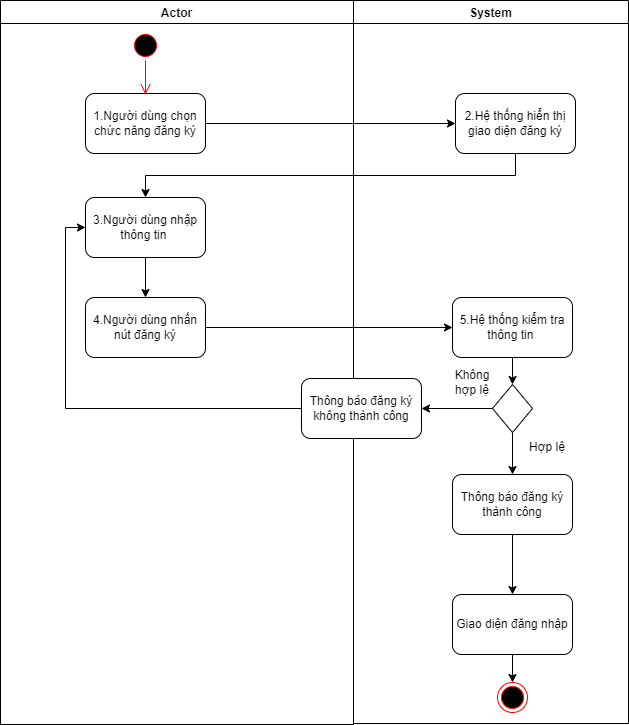 Actor
System
1.Người dùng chọn
chức năng đăng ký
2.Hệ thống hiển thị
giao diện đăng ký
3.Người dùng nhập
thông tin
4.Người dùng nhấn
nút đăng ký
5.Hệ thống kiểm tra
thông tin
Không
hợp lệ
Thông báo đăng ký
không thành công
Hợp lệ
Thông báo đăng ký
thành công
Giao diện đăng nhập